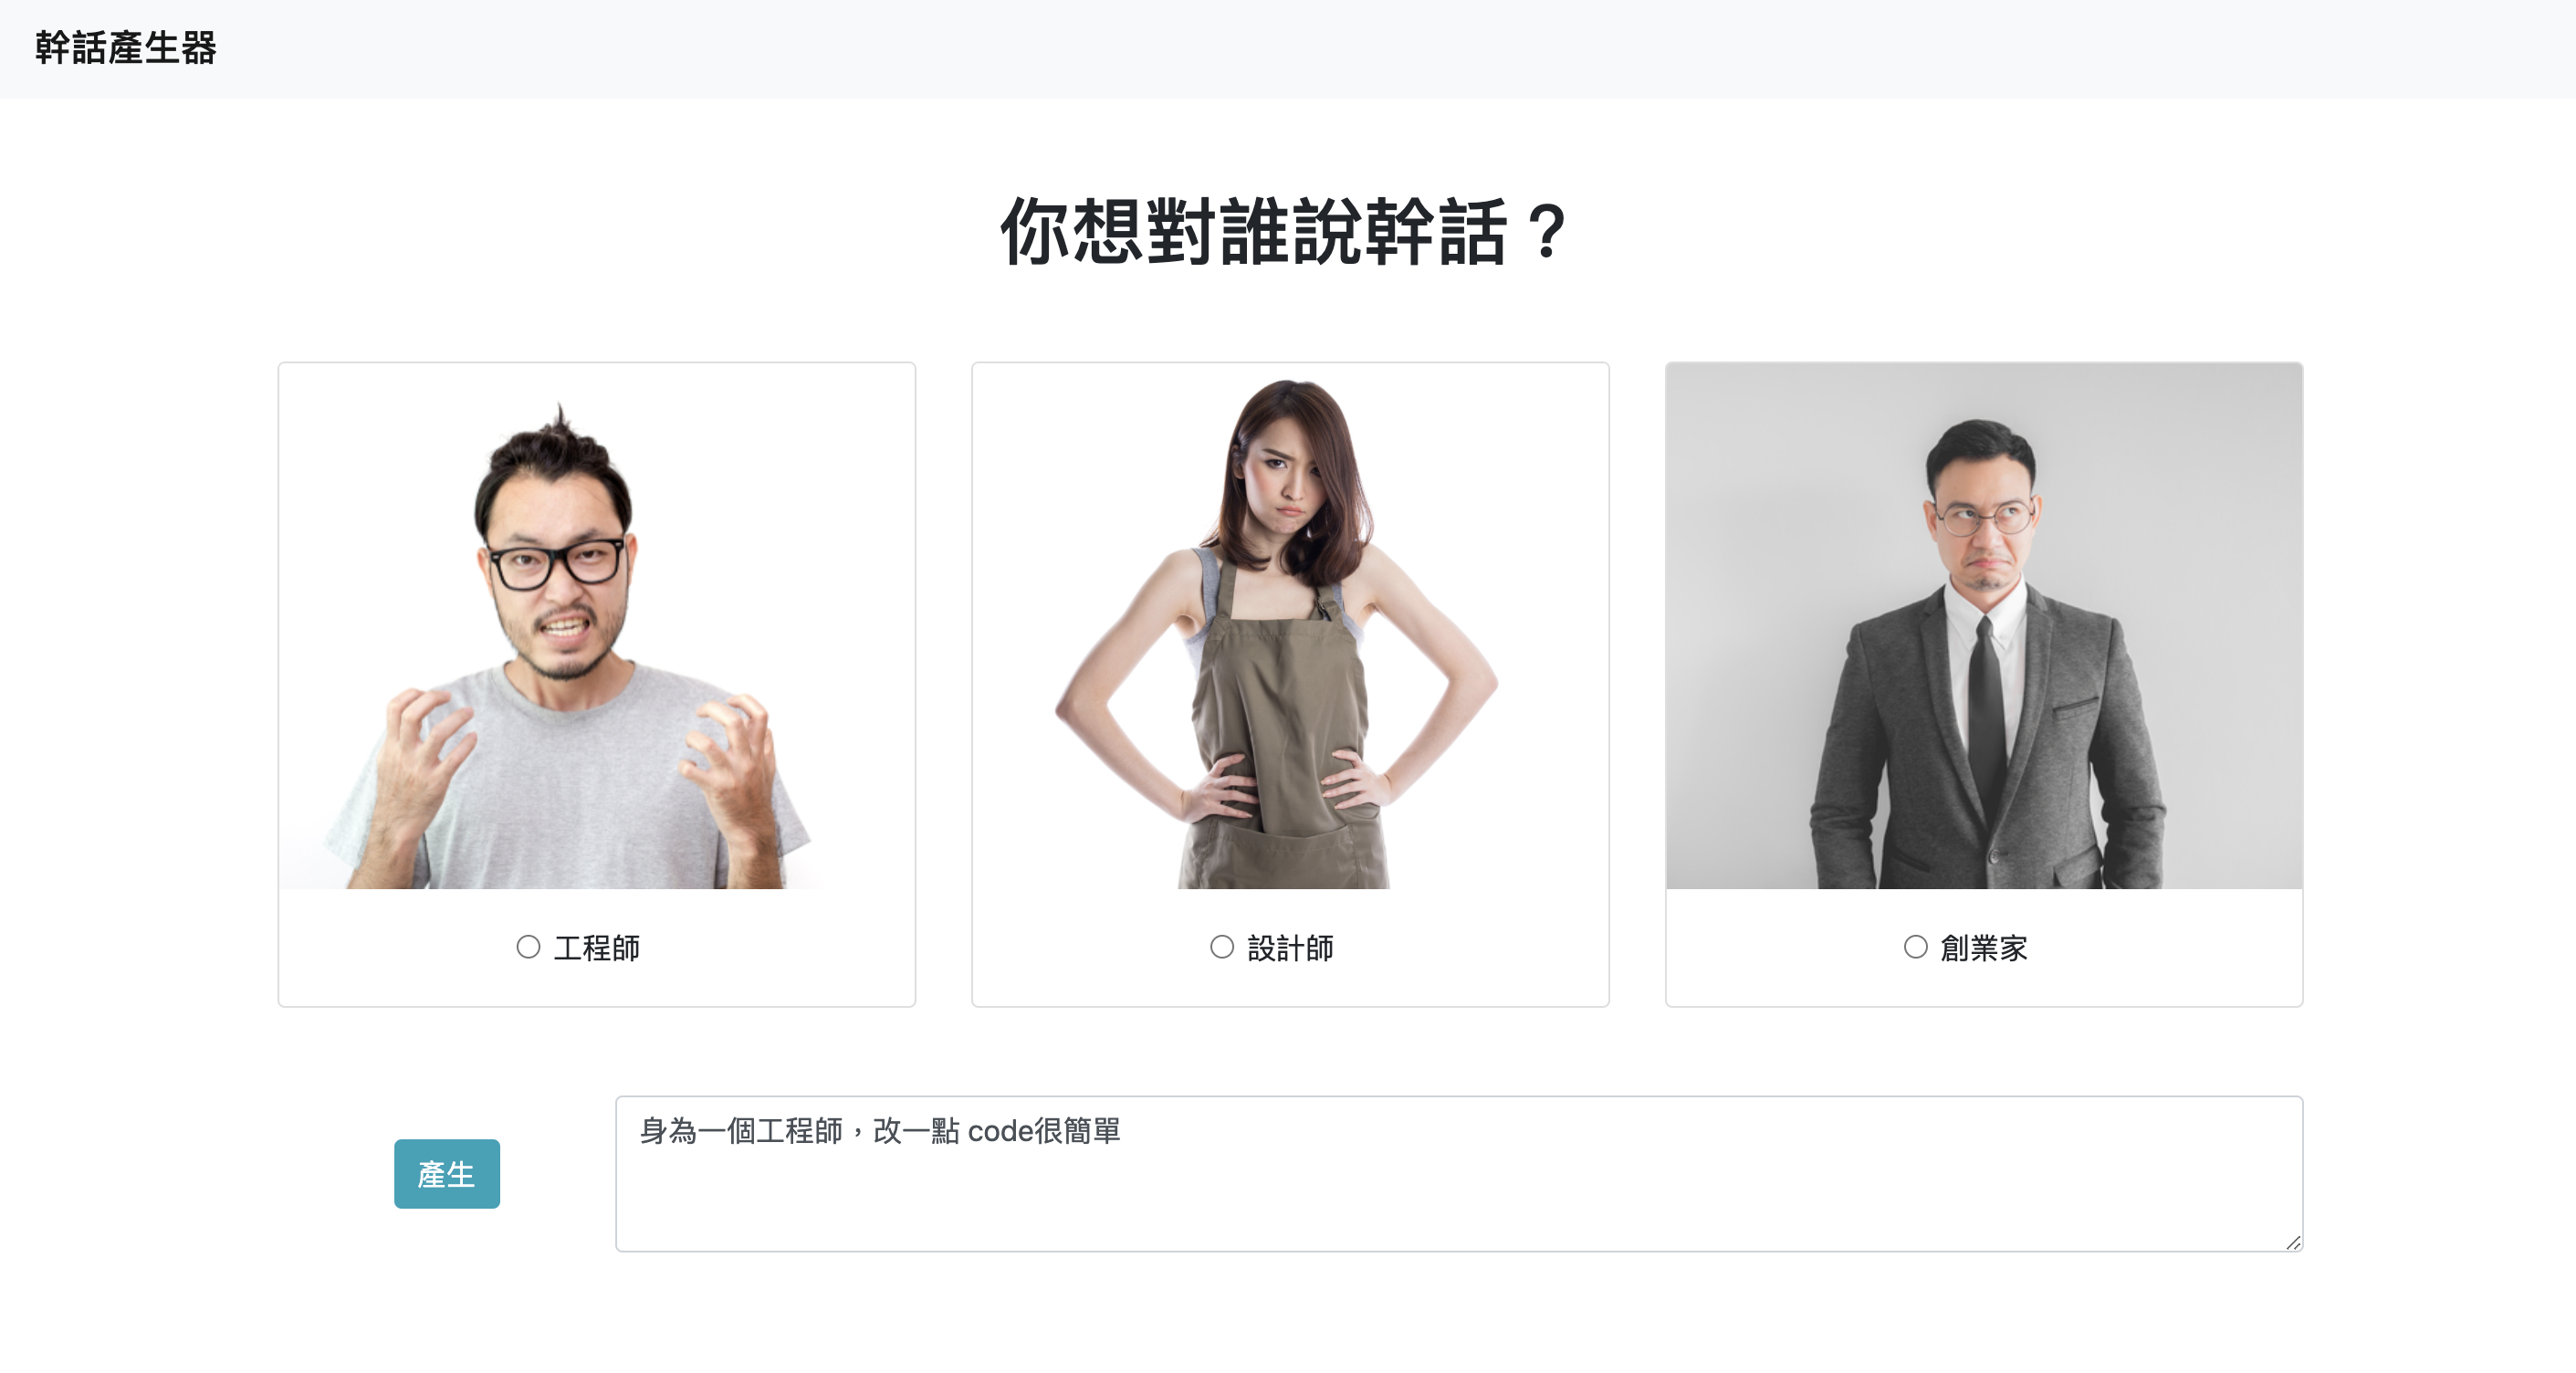 幹話產生器
你想對誰說幹話？
工程師
設計師
創業家
產生
身為一個工程師，改一點 code很簡單